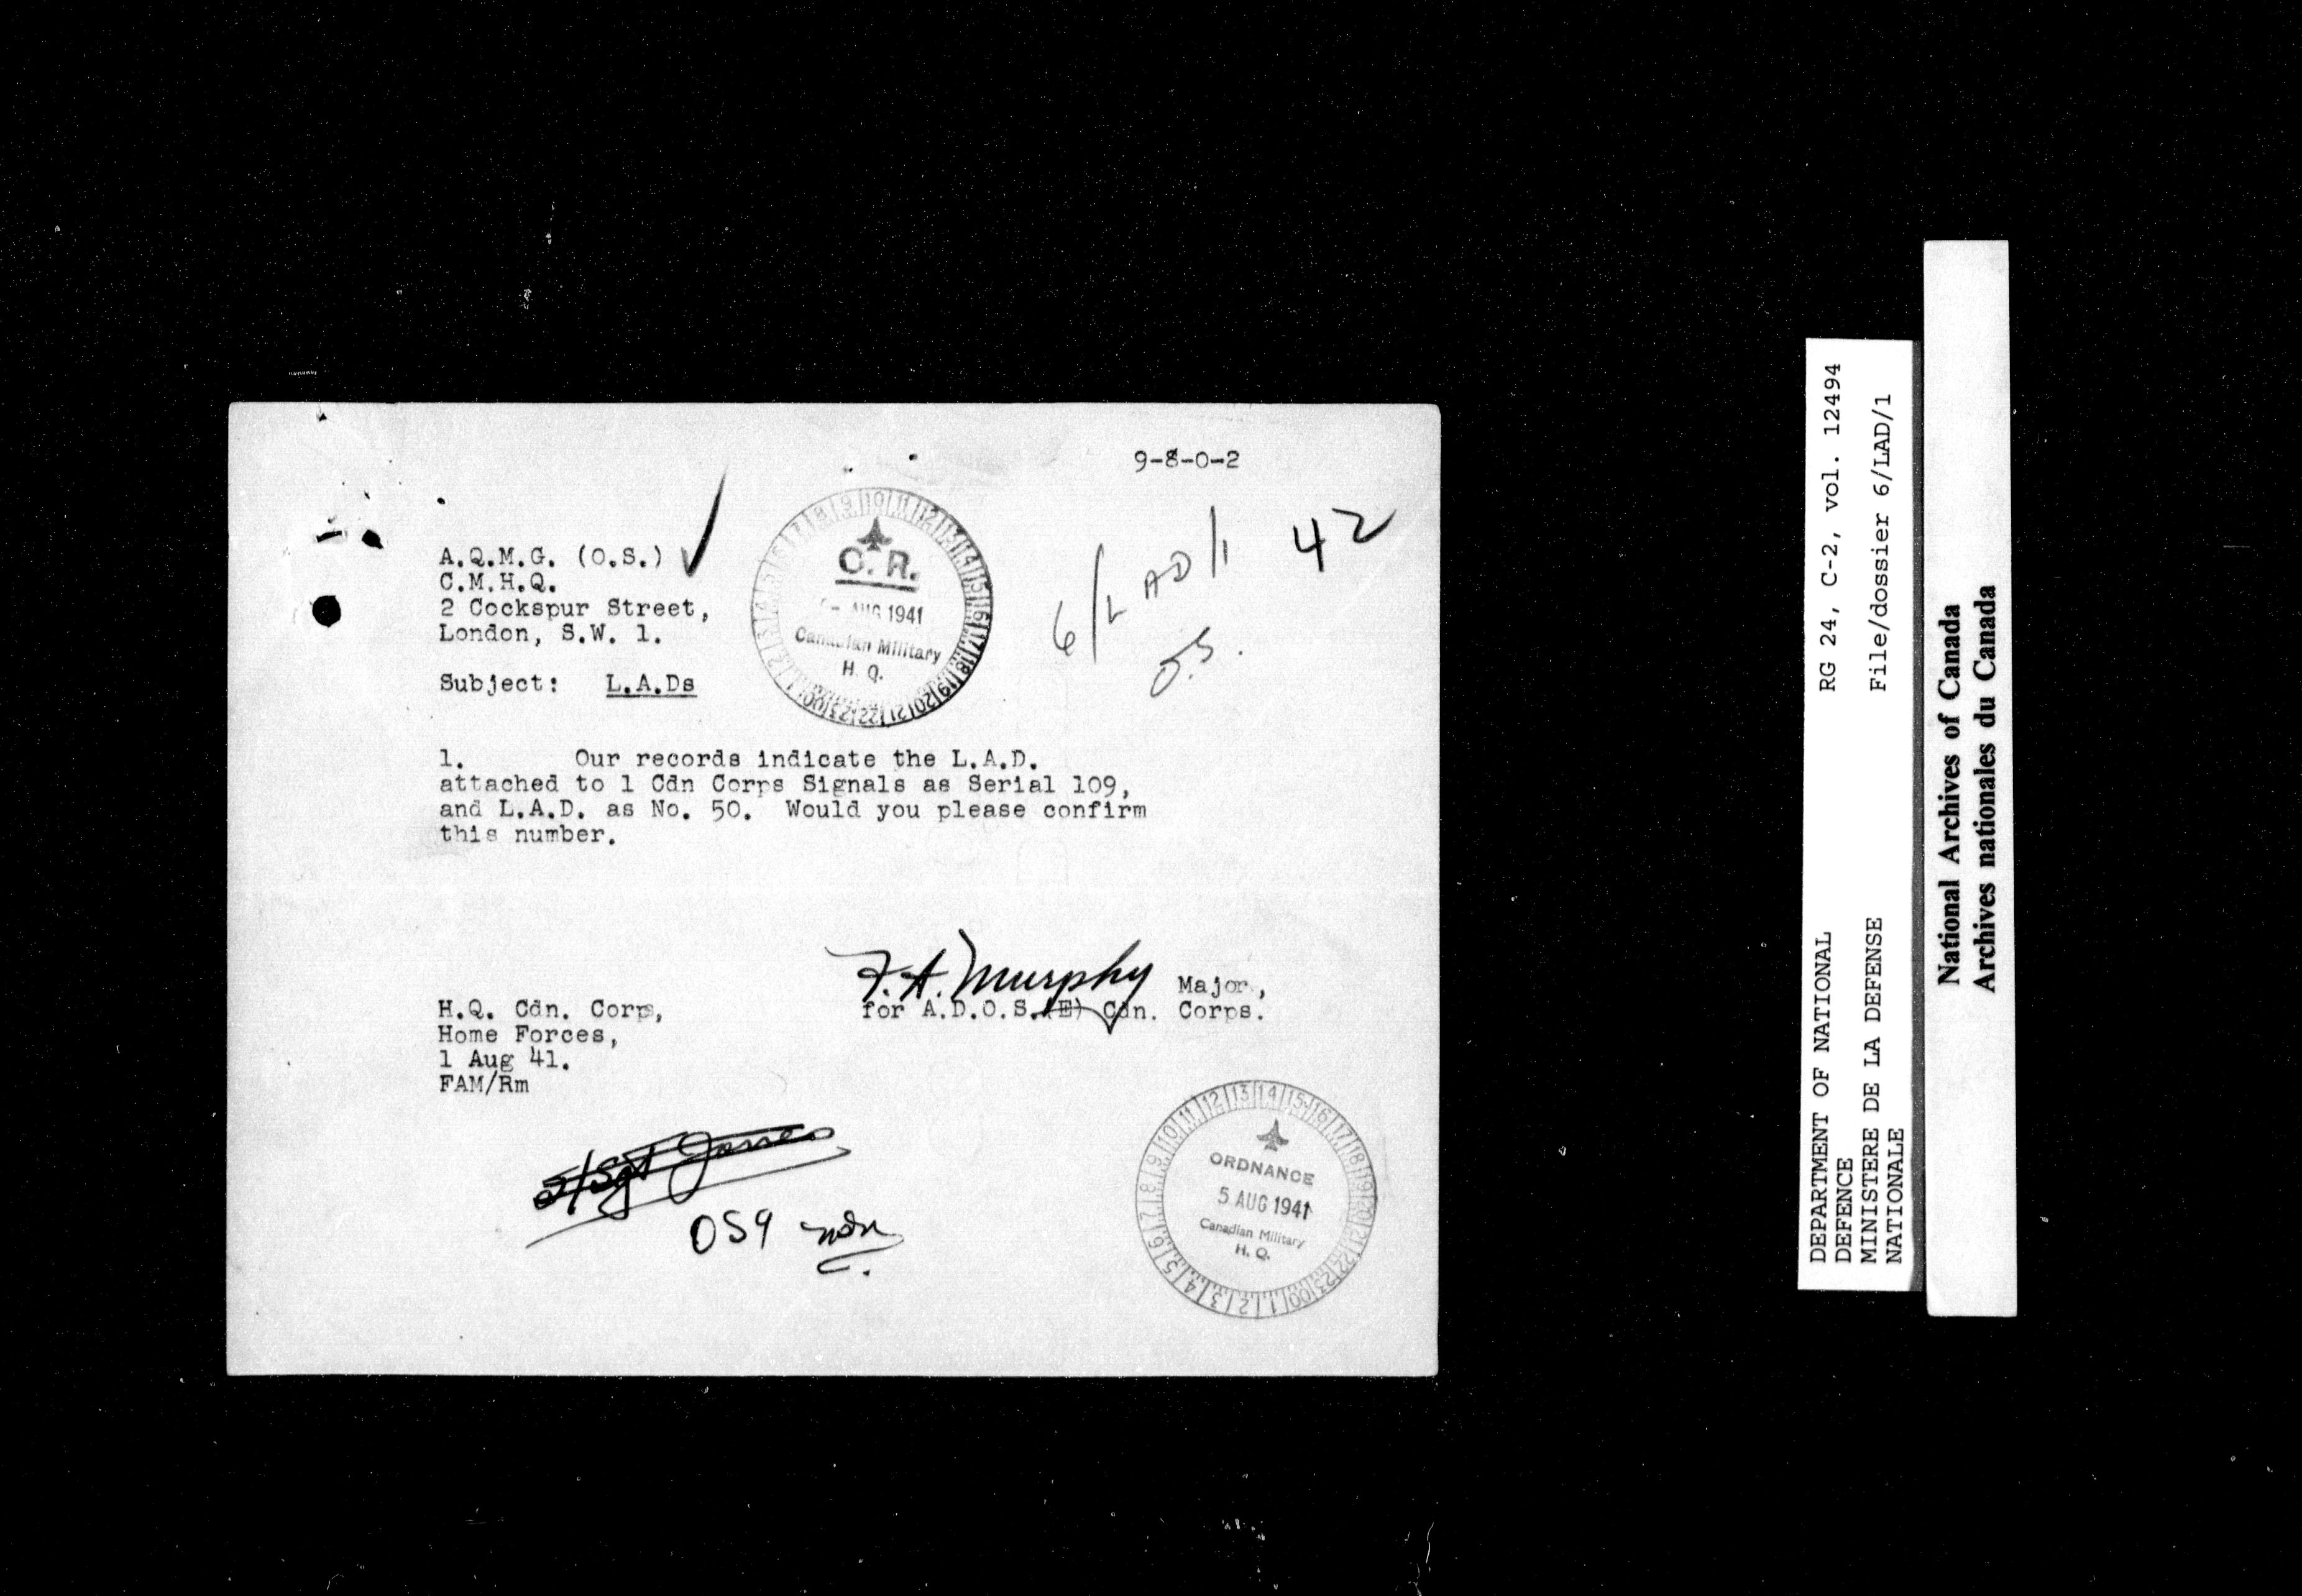 9-8-0-2
A.Q.M.G. (O.S.)
C.M.H.Q.
2 Cockspur Street,
London, S.W. 1.
Subject: L.A.Ds
C.R.
AUG 1941
Canadian Military
H. Q.
6/LAD/1 42
O.S.
1. Our records indicate the L.A.D.
attached to 1 Cdn Corps Signals as Serial 109,
and L.A.D. as No. 50. Would you please confirm
this number.
F. A. Murphy Major,
for A.D.O.S.(E) Cdn. Corps.
H.Q. Cdn. Corps,
Home Forces,
1 Aug 41.
FAM/Rm
S/Sgt Jones
OS9
ORDNANCE
5 AUG 1941
Canadian Military
H. Q.
DEPARTMENT OF NATIONAL
DEFENCE
MINISTERE DE LA DEFENSE
NATIONALE
RG 24, C-2, vol. 12494
File/dossier 6/LAD/1
National Archives of Canada
Archives nationales du Canada